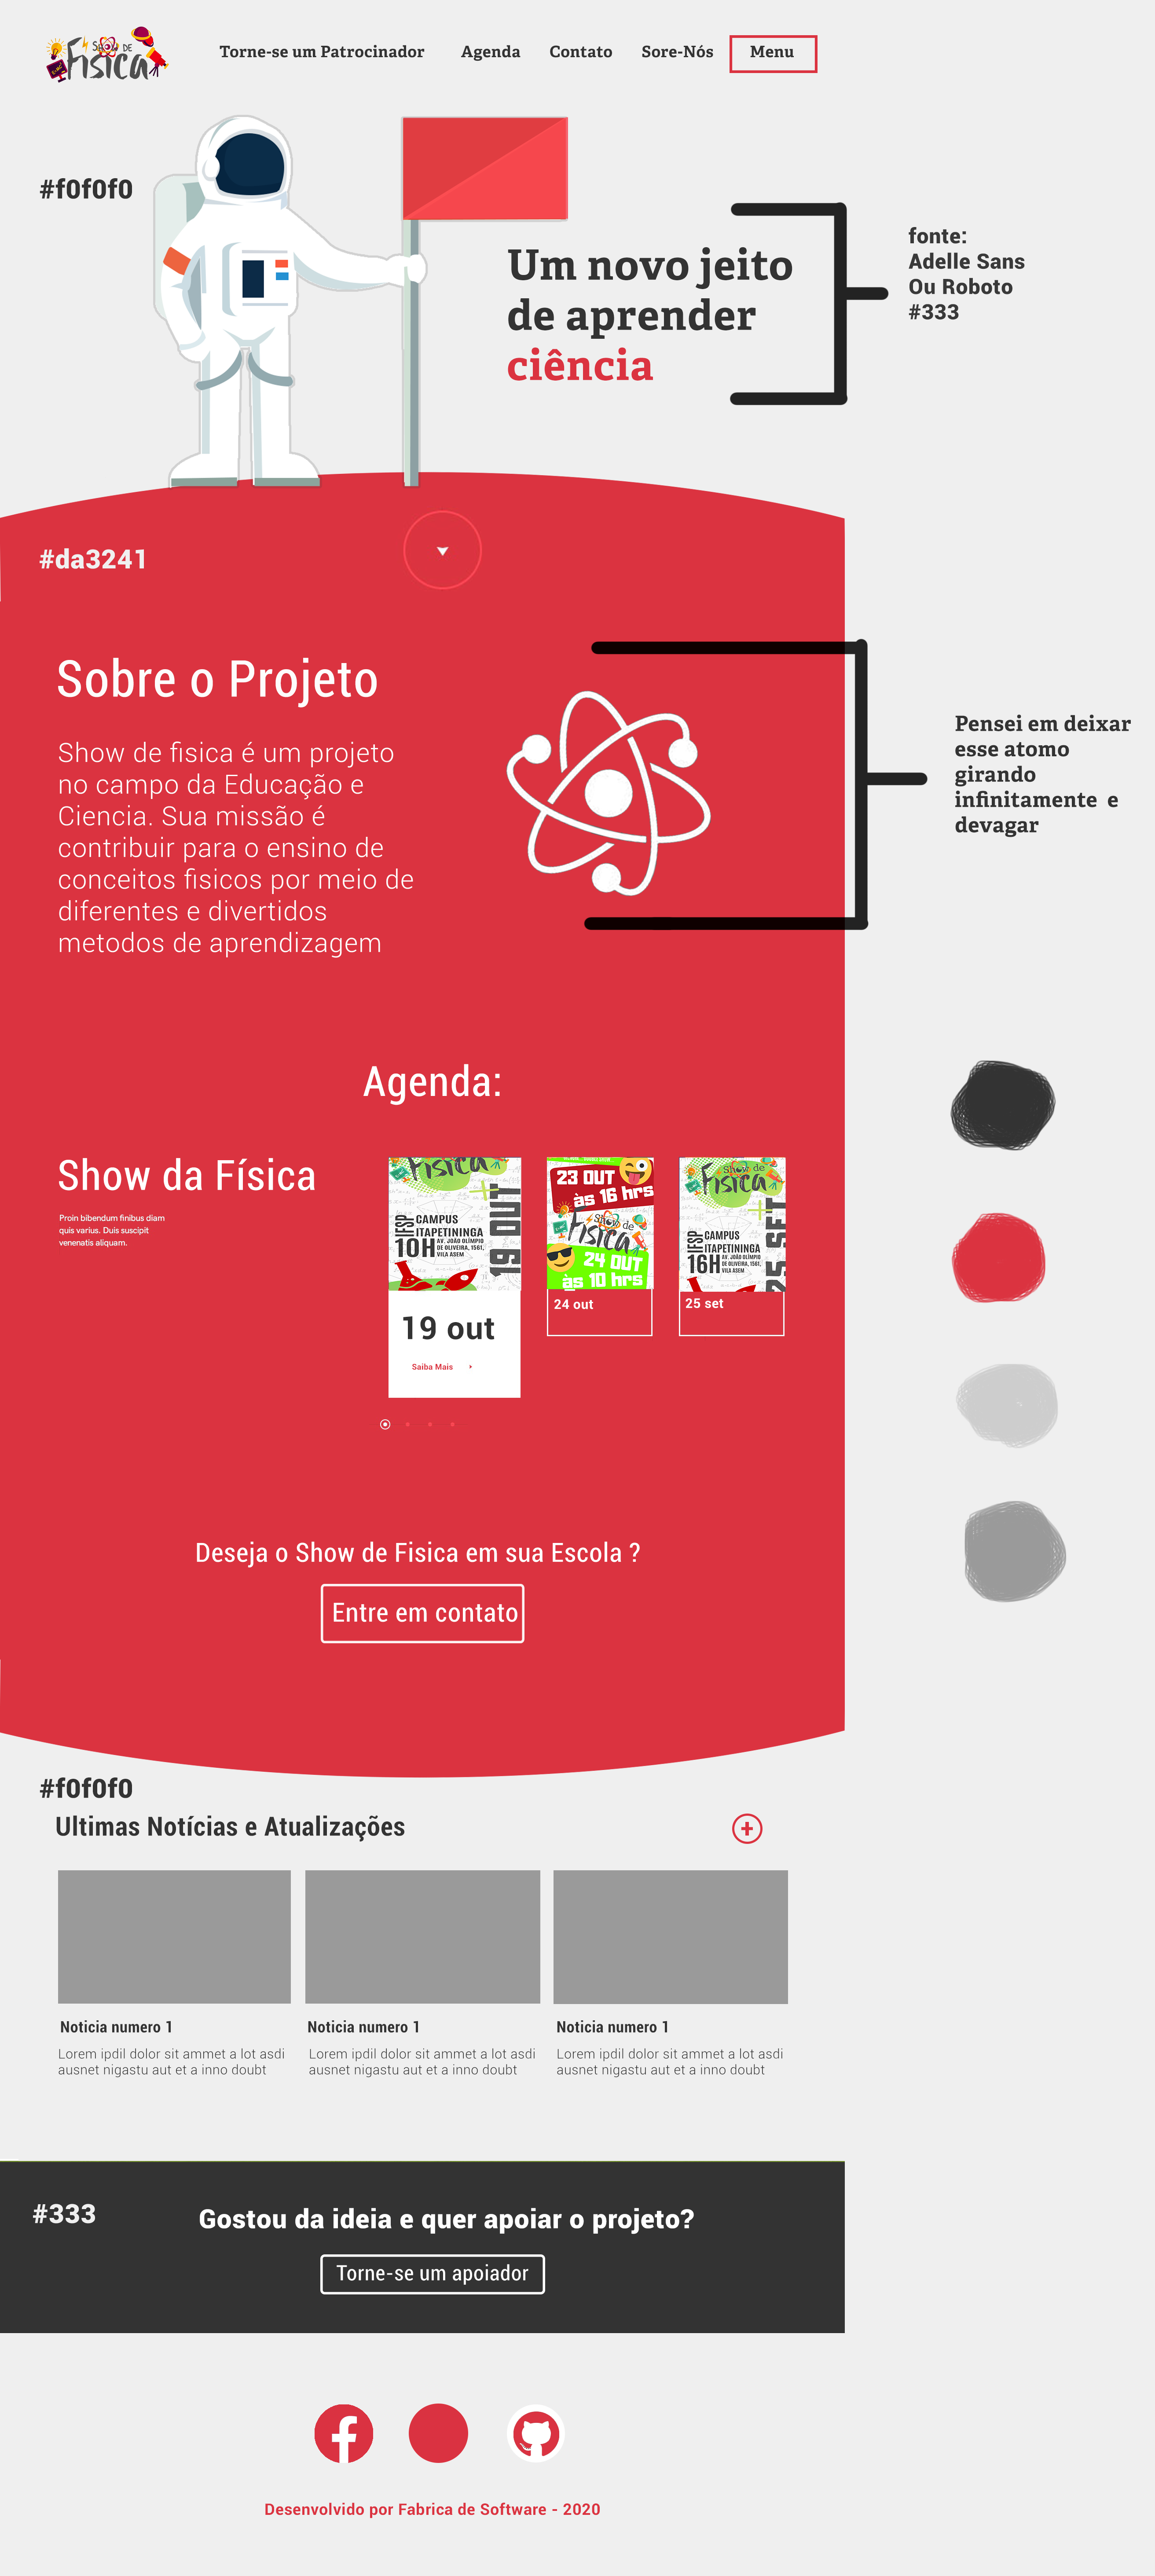 Show de
Física
Torne-se um Patrocinador Agenda Contato Sore-Nós Menu
#f0f0f0
Um novo jeito
de aprender
ciência
fonte:
Adelle Sans
Ou Roboto
#333
#da3241
Sobre o Projeto
Show de fisica é um projeto
no campo da Educação e
Ciencia. Sua missão é
contribuir para o ensino de
conceitos fisicos por meio de
diferentes e divertidos
metodos de aprendizagem
Pensei em deixar
esse atomo
girando
infinitamente e
devagar
Agenda:
Show da Física
Proin bibendum finibus diam
quis varius. Duis suscipit
venenatis aliquam.
Física
19 OUT
IFSP
CAMPUS
ITAPETININGA
10H
AV. JOÃO OLÍMPIO
DE OLIVEIRA, 1561,
VILA ASEM
19 out
Saiba Mais
23 OUT
às 16 hrs
Show de
Física
24 OUT
às 10 hrs
24 out
Show de
Física
25 SET
IFSP
CAMPUS
ITAPETININGA
16H
AV. JOÃO OLÍMPIO
DE OLIVEIRA, 1561,
VILA ASEM
25 set
Deseja o Show de Fisica em sua Escola ?
Entre em contato
#f0f0f0
Ultimas Notícias e Atualizações
+
Noticia numero 1
Lorem ipdil dolor sit ammet a lot asdi
ausnet nigastu aut et a inno doubt
Noticia numero 1
Lorem ipdil dolor sit ammet a lot asdi
ausnet nigastu aut et a inno doubt
Noticia numero 1
Lorem ipdil dolor sit ammet a lot asdi
ausnet nigastu aut et a inno doubt
#333
Gostou da ideia e quer apoiar o projeto?
Torne-se um apoiador
Desenvolvido por Fabrica de Software - 2020